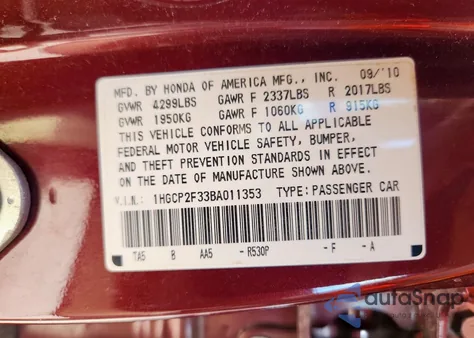 MFD. BY HONDA OF AMERICA MFG., INC. 09/'10
GVWR 4299LBS GAWR F 2337LBS R 2017LBS
GVWR 1950KG GAWR F 1060KG R 915KG
THIS VEHICLE CONFORMS TO ALL APPLICABLE
FEDERAL MOTOR VEHICLE SAFETY, BUMPER,
AND THEFT PREVENTION STANDARDS IN EFFECT
ON THE DATE OF MANUFACTURE SHOWN ABOVE.
V.I.N.: 1HGCP2F33BA011353 TYPE: PASSENGER CAR
TA5 B AA5 -R530P -F -A
autoSnap